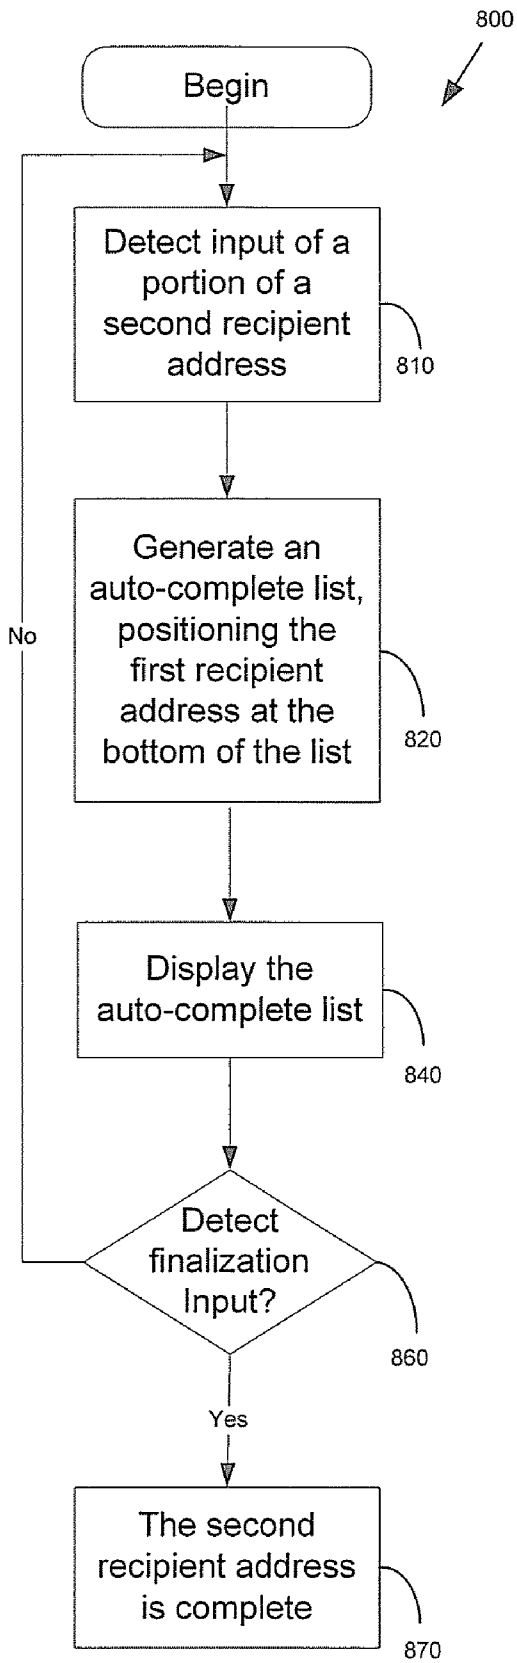 800
Begin
Detect input of a
portion of a
second recipient
address
810
Generate an
auto-complete list,
positioning the
first recipient
address at the
bottom of the list
820
No
Display the
auto-complete list
840
Detect
finalization
Input?
860
Yes
The second
recipient address
is complete
870